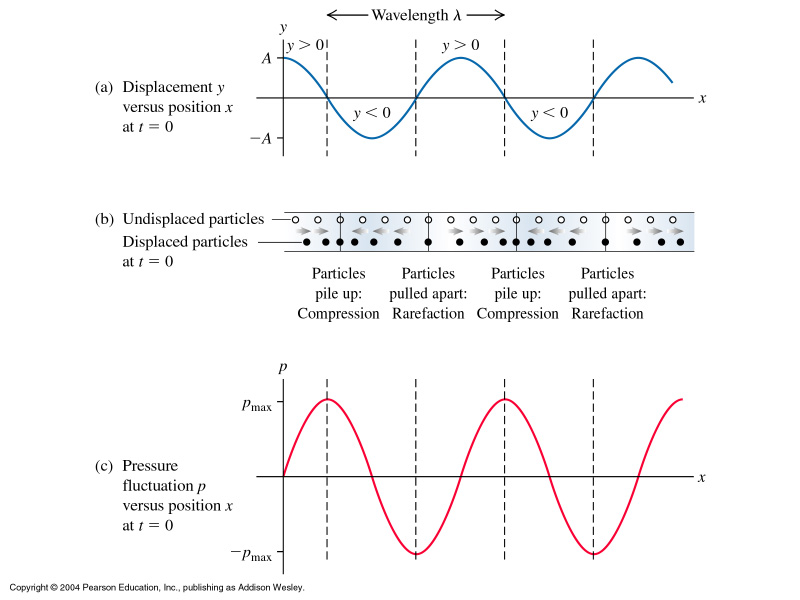 Wavelength λ
y
y > 0
y > 0
A
(a) Displacement y
versus position x
at t = 0
x
y < 0
y < 0
−A
(b) Undisplaced particles
Displaced particles
at t = 0
Particles
pile up:
Compression
Particles
pulled apart:
Rarefaction
Particles
pile up:
Compression
Particles
pulled apart:
Rarefaction
p
pmax
(c) Pressure
fluctuation p
versus position x
at t = 0
x
−pmax
Copyright © 2004 Pearson Education, Inc., publishing as Addison Wesley.